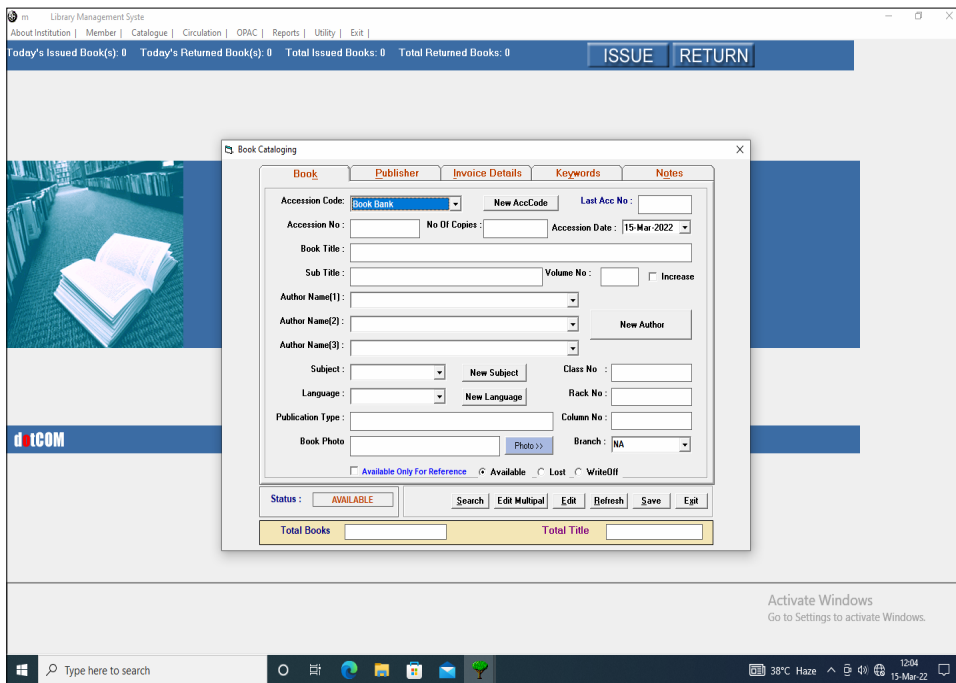 m Library Management Syste
About Institution | Member | Catalogue | Circulation | OPAC | Reports | Utility | Exit |
Today's Issued Book(s): 0 Today's Returned Book(s): 0 Total Issued Books: 0 Total Returned Books: 0 ISSUE RETURN
Book Cataloging
Book Publisher Invoice Details Keywords Notes
Accession Code: Book Bank New AccCode Last Acc No :
Accession No : No Of Copies : Accession Date : 15-Mar-2022
Book Title :
Sub Title : Volume No : Increase
Author Name(1) :
Author Name(2) : New Author
Author Name(3) :
Subject : New Subject Class No :
Language : New Language Rack No :
Publication Type : Column No :
Book Photo Photo >> Branch : NA
Available Only For Reference Available Lost WriteOff
Status : AVAILABLE Search Edit Multipal Edit Refresh Save Exit
Total Books Total Title
dotCOM
Activate Windows
Go to Settings to activate Windows.
Type here to search 38°C Haze 12:04
15-Mar-22